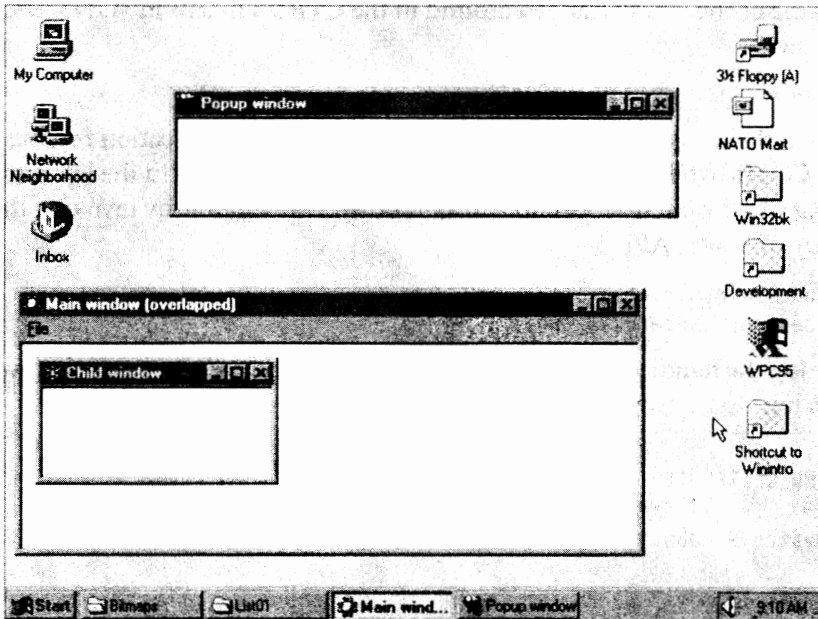 My Computer
Network
Neighborhood
Inbox
Popup window
Main window (overlapped)
File
Child window
3½ Floppy (A)
NATO Mart
Win32bk
Development
WPC95
Shortcut to
Winintro
Start
Bitmaps
List01
Main wind...
Popup window
9:10 AM